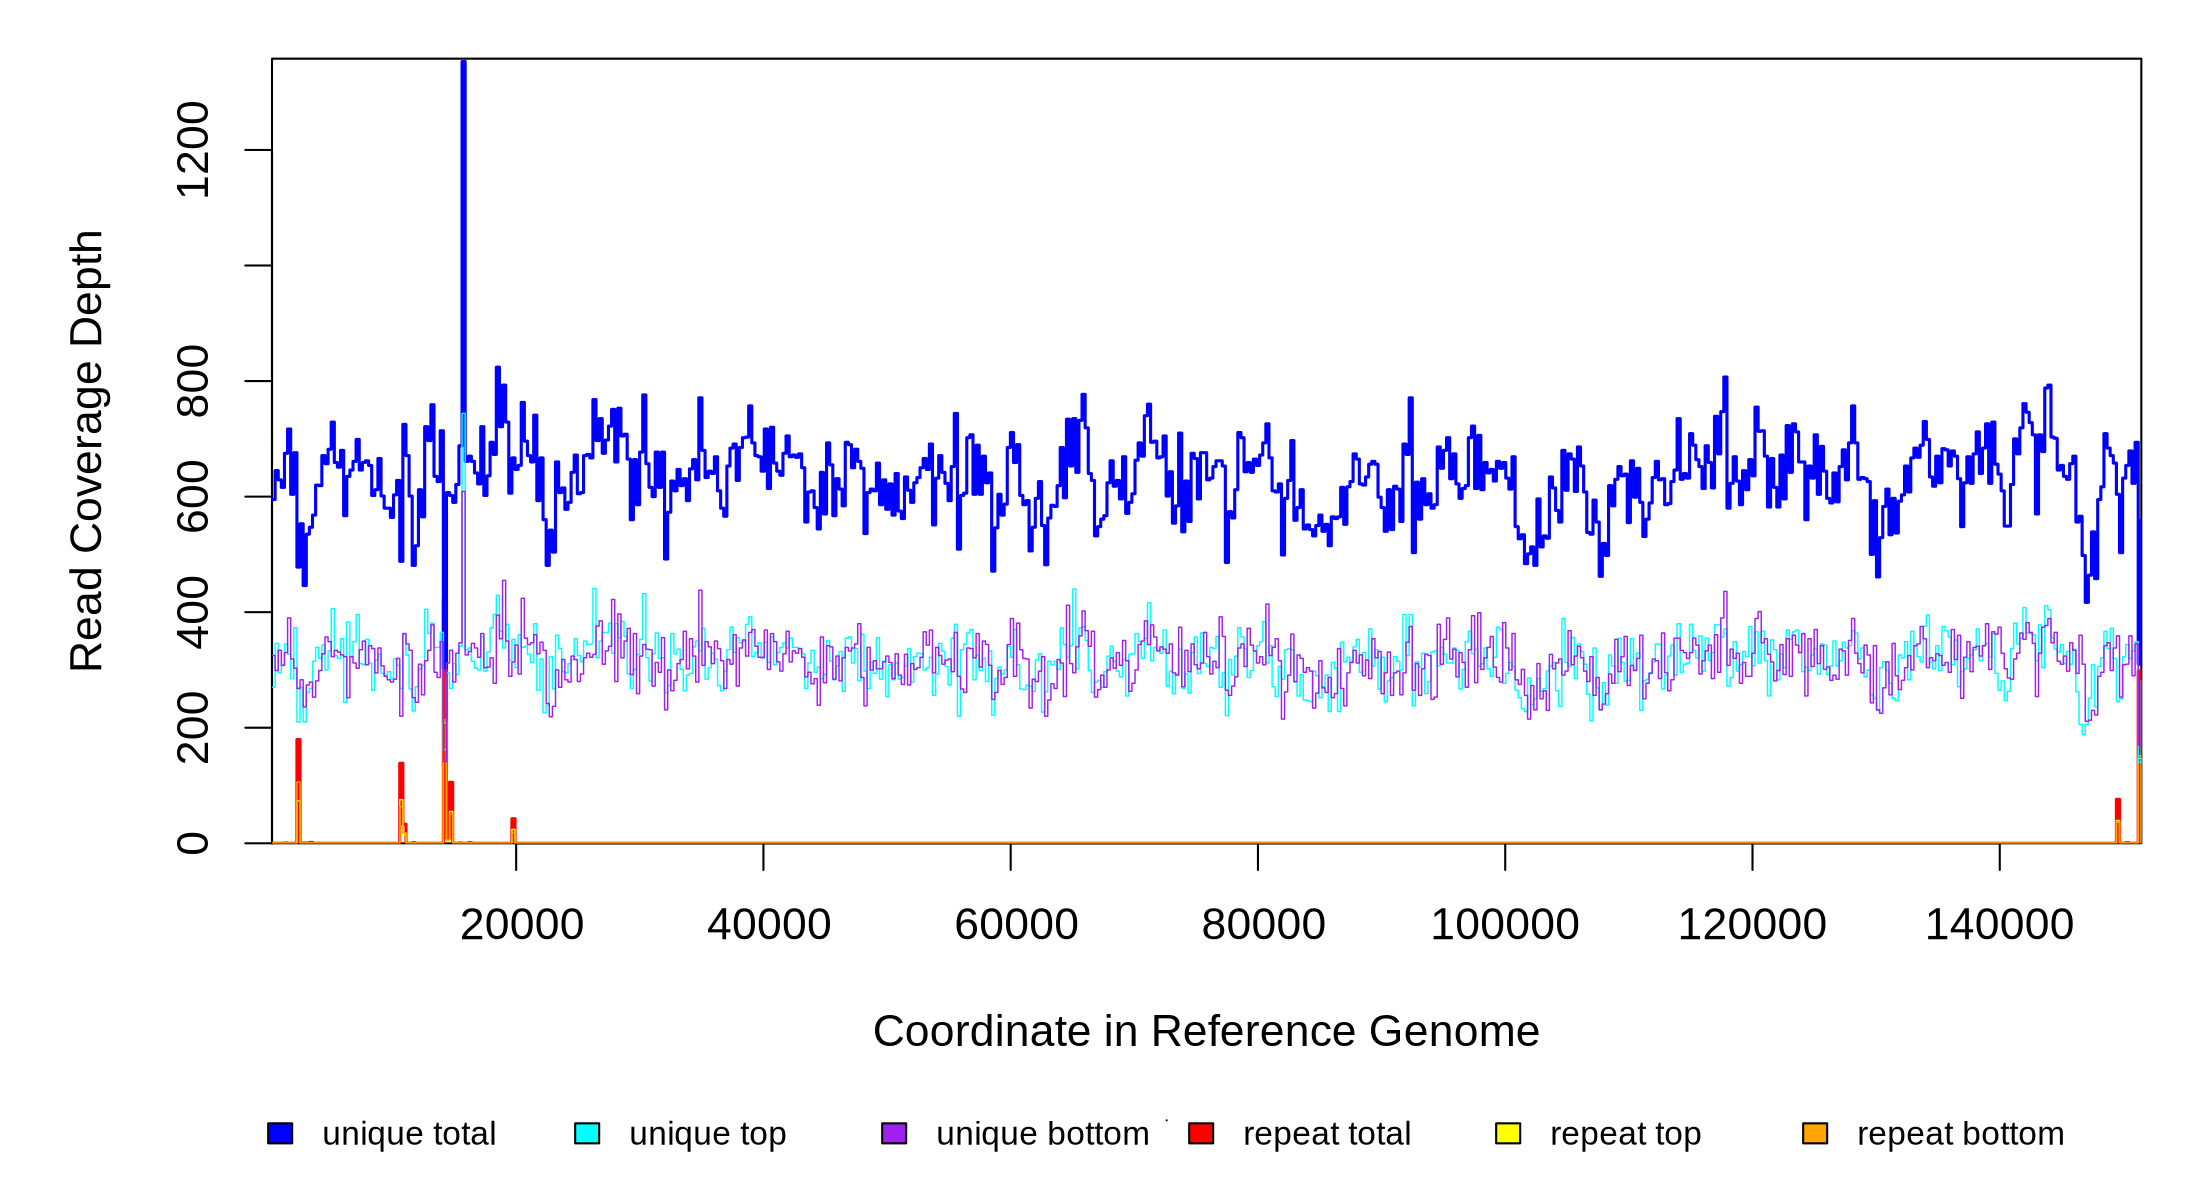 1200
800
600
400
200
0
Read Coverage Depth
20000 40000 60000 80000 100000 120000 140000
Coordinate in Reference Genome
unique total unique top unique bottom repeat total repeat top repeat bottom